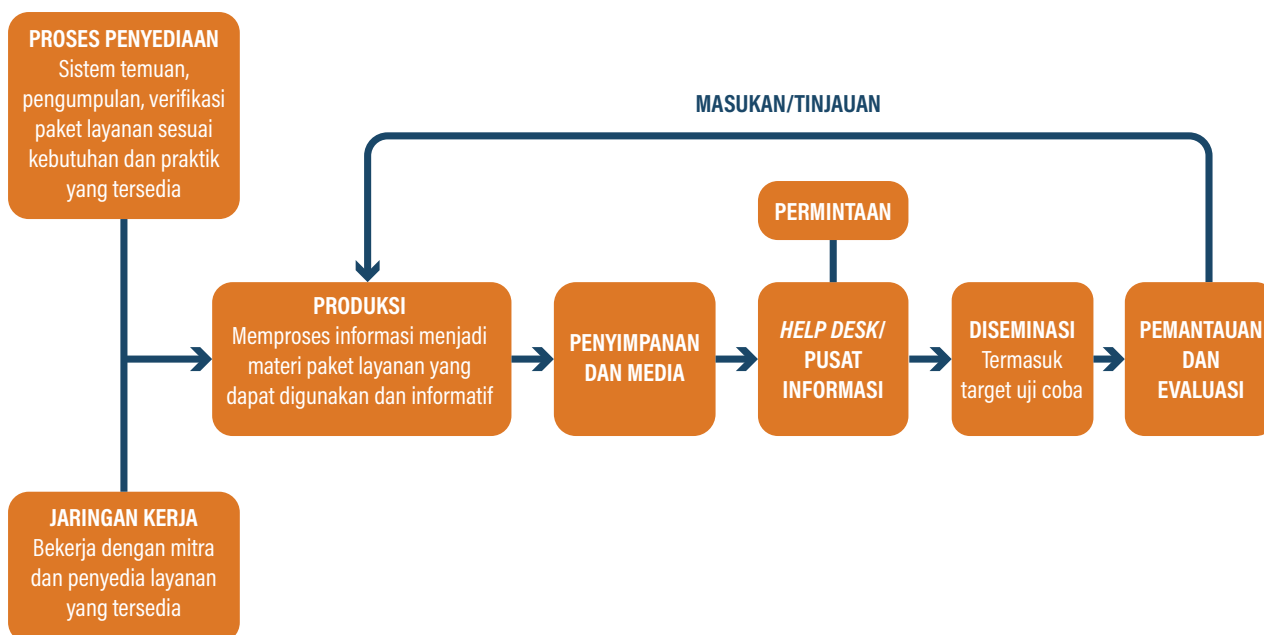 PROSES PENYEDIAAN
Sistem temuan,
pengumpulan, verifikasi
paket layanan sesuai
kebutuhan dan praktik
yang tersedia
MASUKAN/TINJAUAN
PERMINTAAN
PRODUKSI
Memproses informasi menjadi
materi paket layanan yang
dapat digunakan dan informatif
PENYIMPANAN
DAN MEDIA
HELP DESK/
PUSAT
INFORMASI
DISEMINASI
Termasuk
target uji coba
PEMANTAUAN
DAN
EVALUASI
JARINGAN KERJA
Bekerja dengan mitra
dan penyedia layanan
yang tersedia